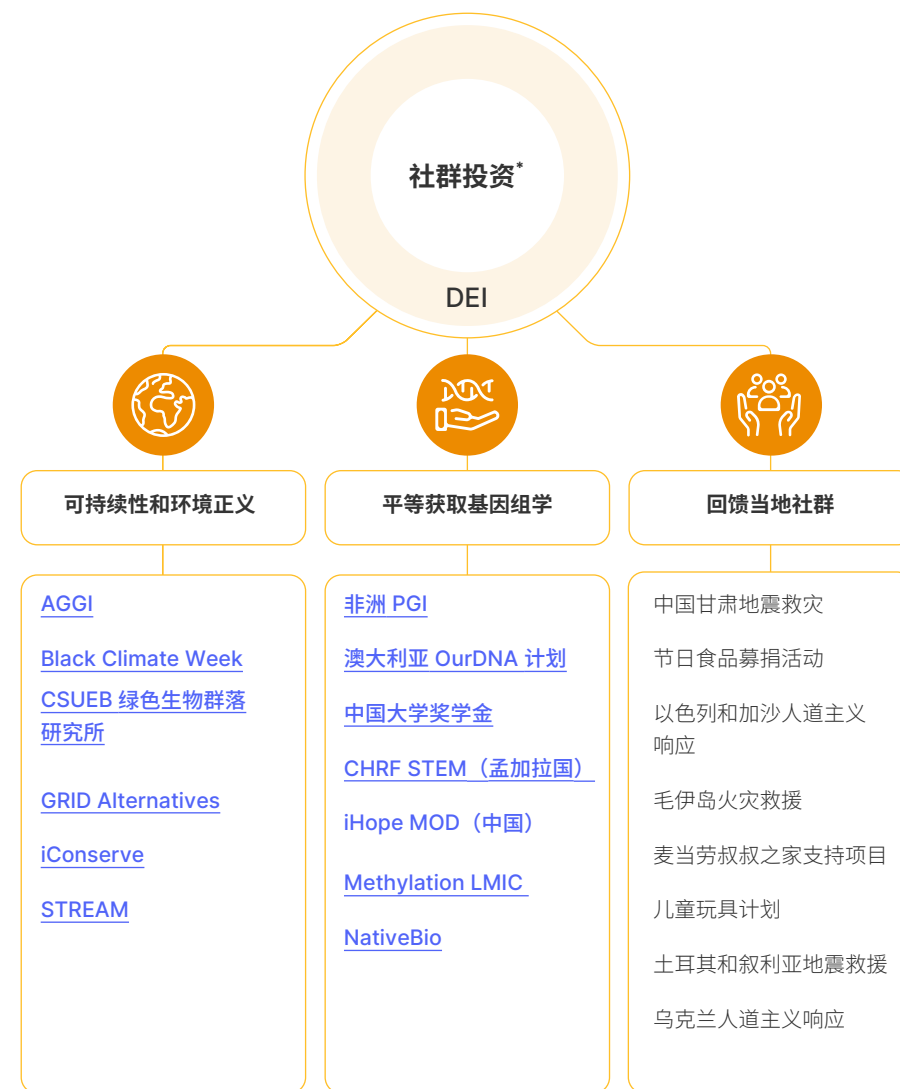 社群投资*
DEI
可持续性和环境正义
AGGI
Black Climate Week
CSUEB 绿色生物群落
研究所
GRID Alternatives
iConserve
STREAM
平等获取基因组学
非洲 PGI
澳大利亚 OurDNA 计划
中国大学奖学金
CHRF STEM（孟加拉国）
iHope MOD（中国）
Methylation LMIC
NativeBio
回馈当地社群
中国甘肃地震救灾
节日食品募捐活动
以色列和加沙人道主义
响应
毛伊岛火灾救援
麦当劳叔叔之家支持项目
儿童玩具计划
土耳其和叙利亚地震救援
乌克兰人道主义响应